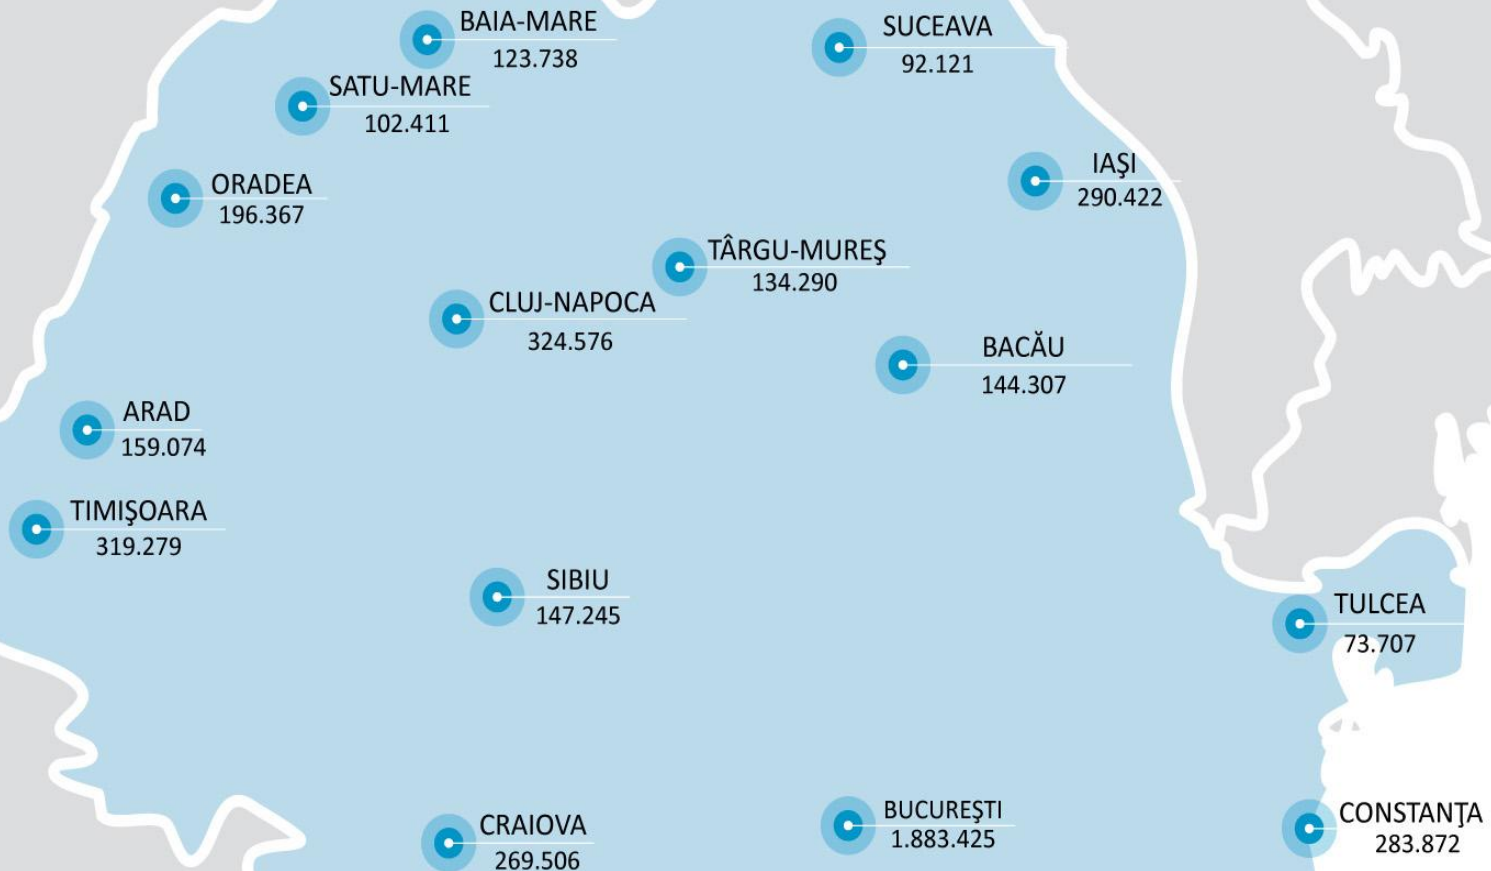 BAIA-MARE
123.738
SUCEAVA
92.121
SATU-MARE
102.411
IAŞI
290.422
ORADEA
196.367
TÂRGU-MUREŞ
134.290
CLUJ-NAPOCA
324.576
BACĂU
144.307
ARAD
159.074
TIMIŞOARA
319.279
SIBIU
147.245
TULCEA
73.707
CRAIOVA
269.506
BUCUREŞTI
1.883.425
CONSTANŢA
283.872